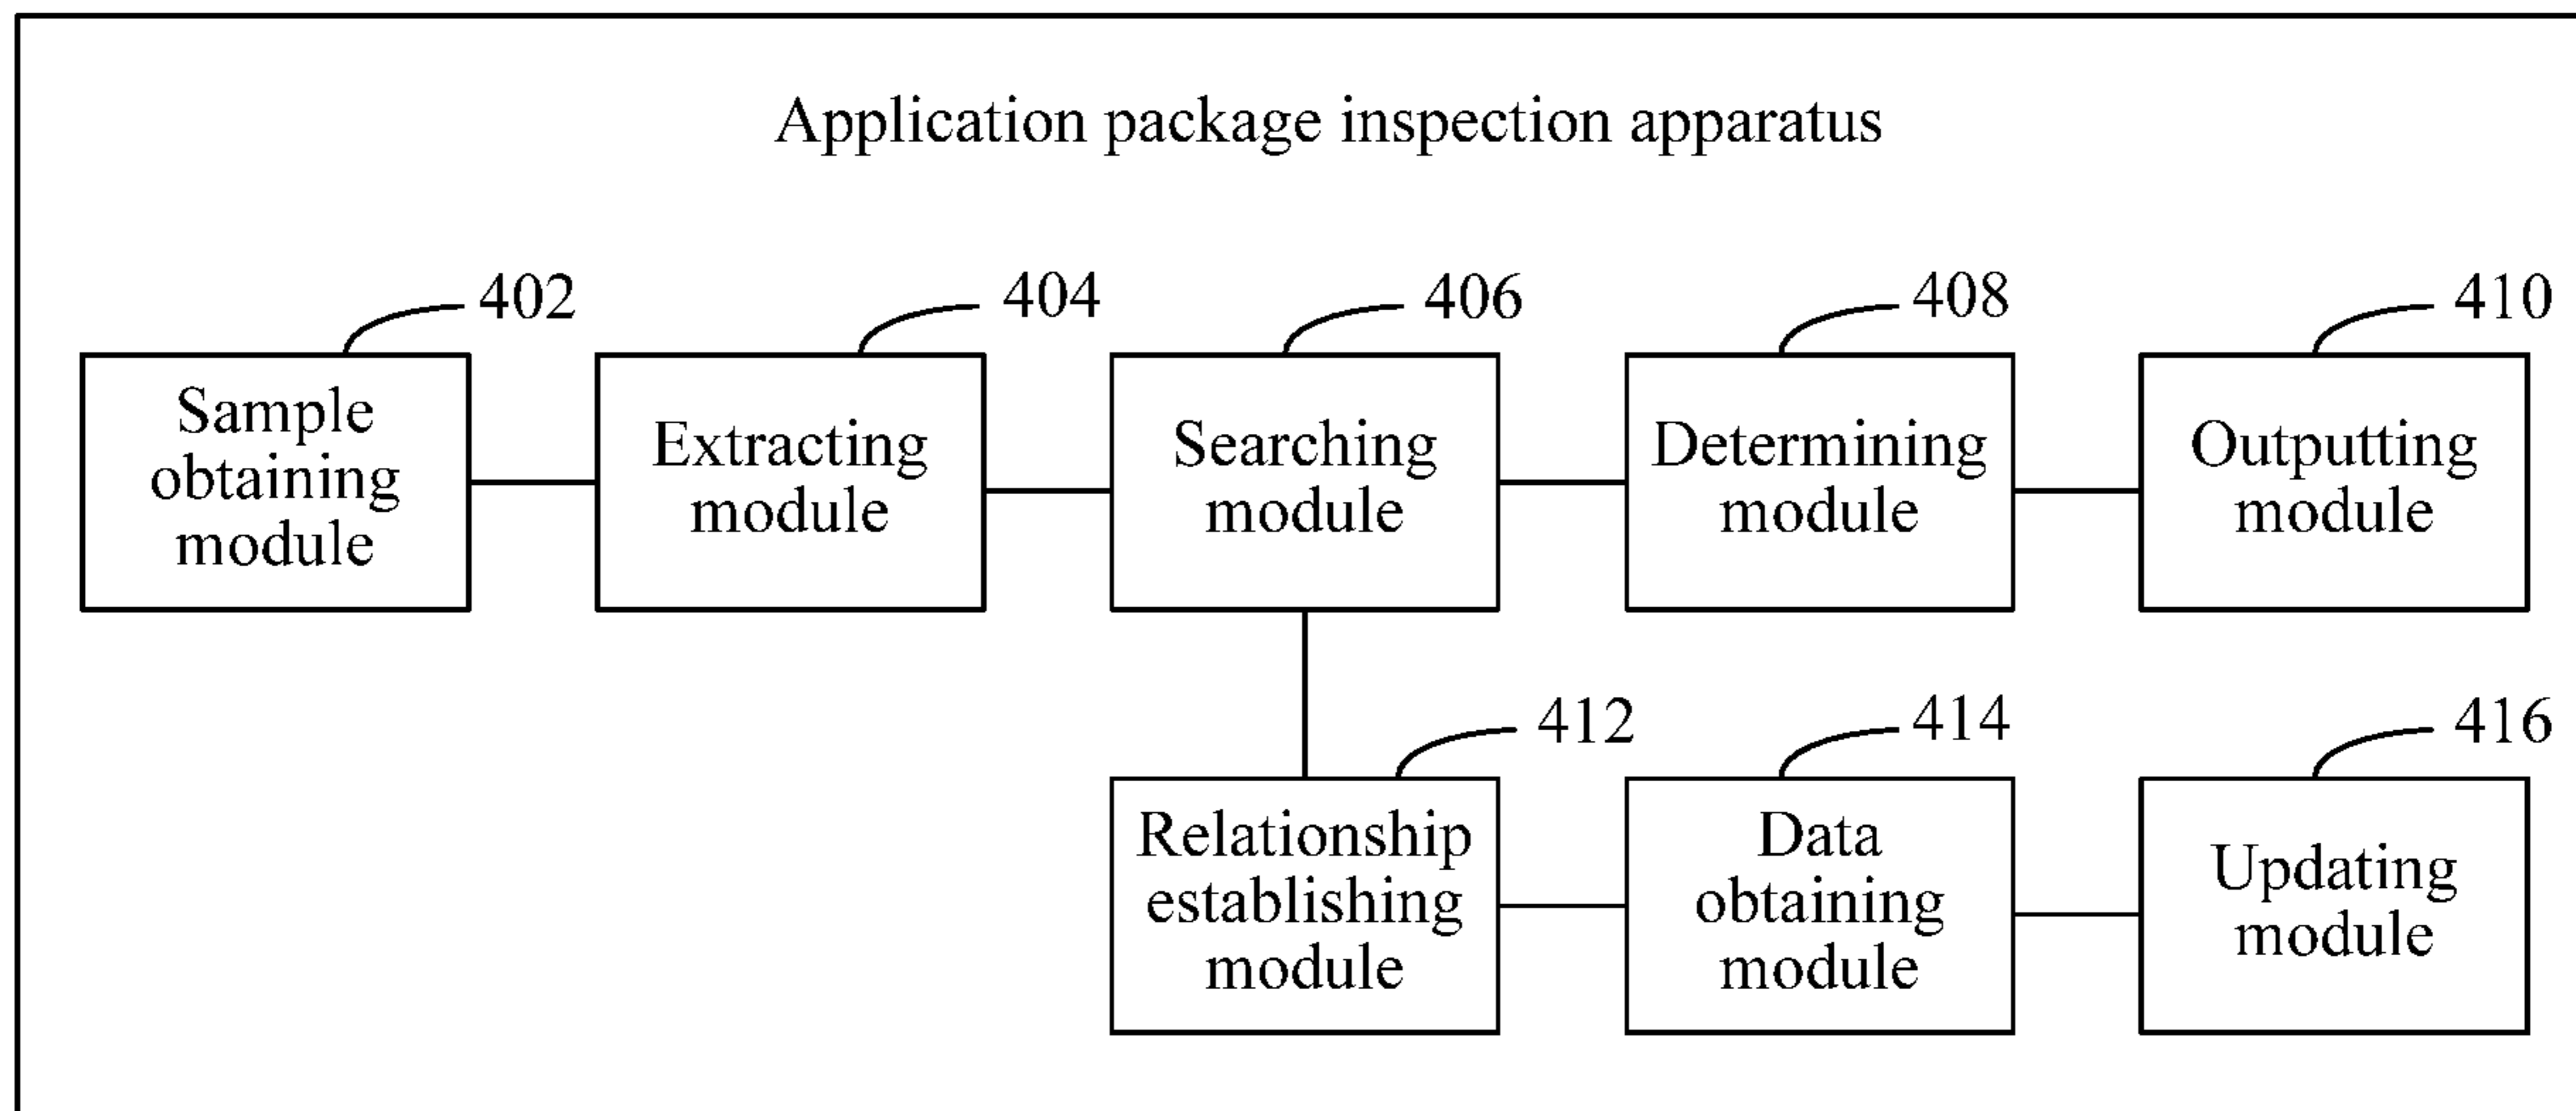 Application package inspection apparatus
402
404
406
408
410
Sample
obtaining
module
Extracting
module
Searching
module
Determining
module
Outputting
module
412
414
416
Relationship
establishing
module
Data
obtaining
module
Updating
module